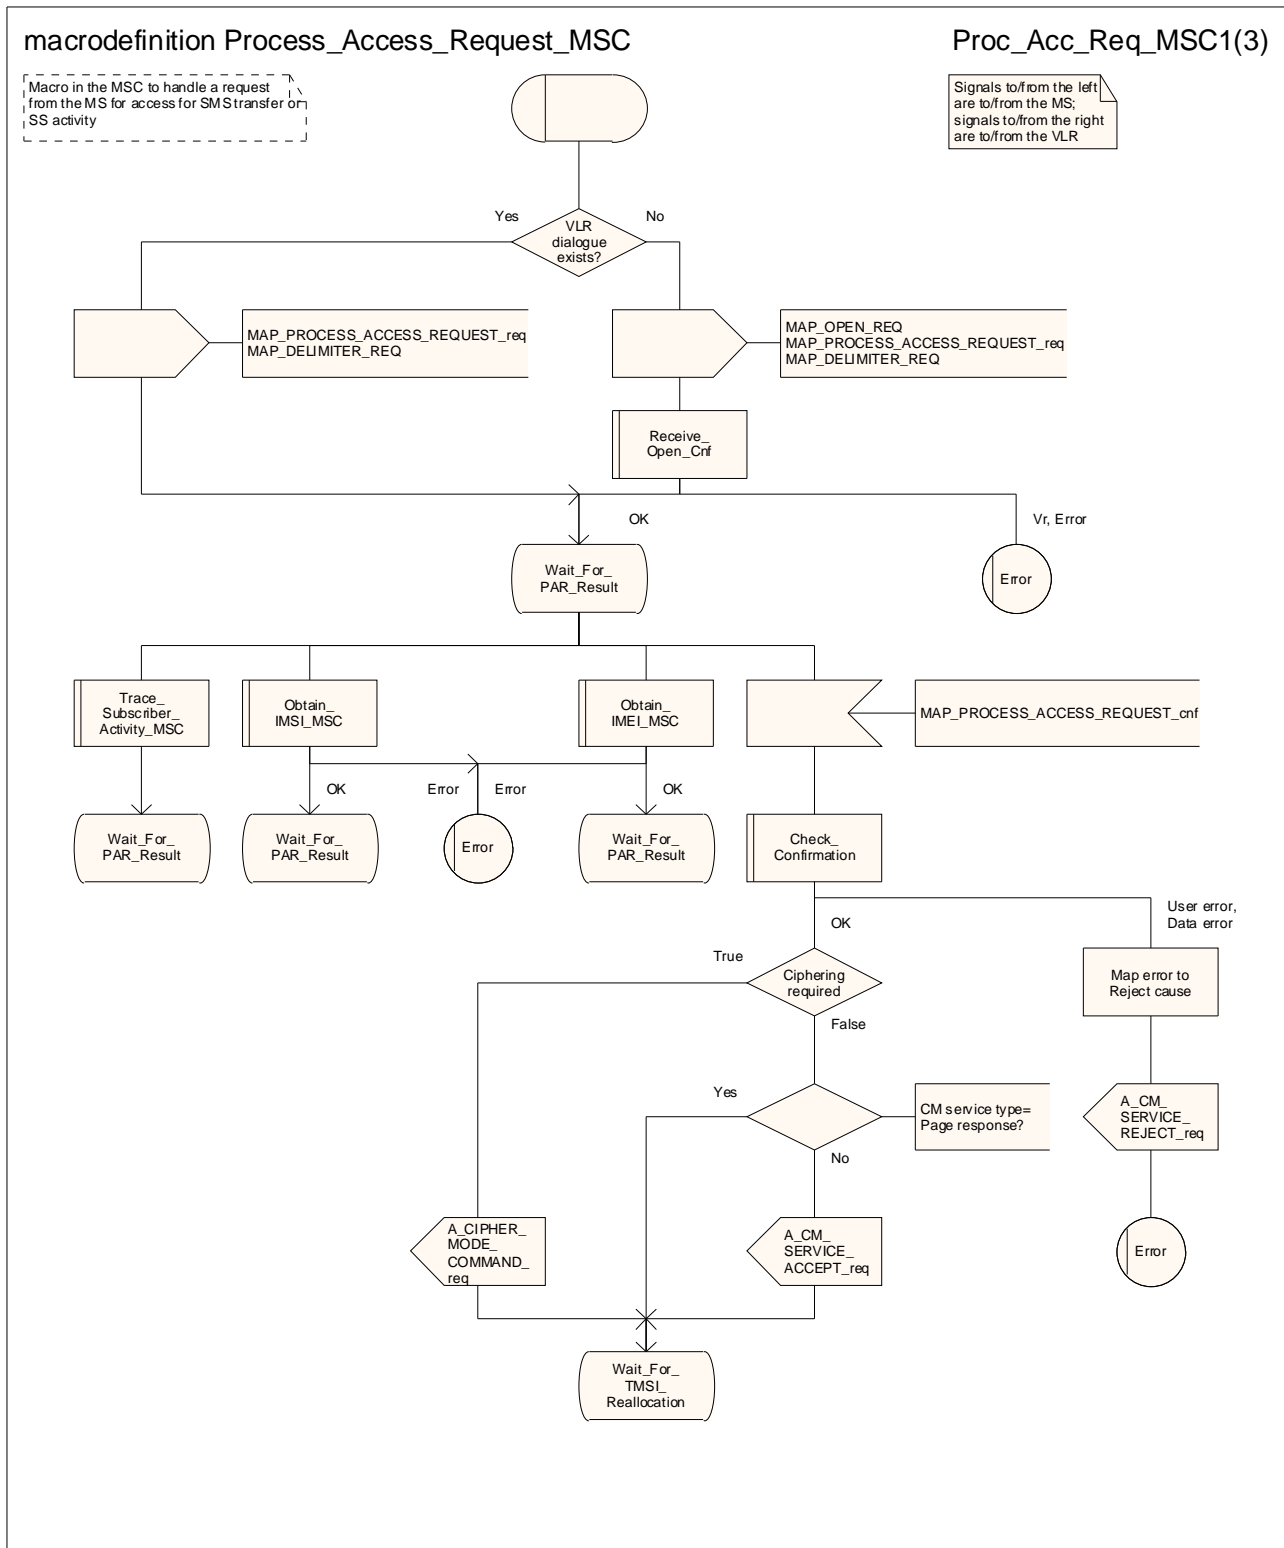 macrodefinition Process_Access_Request_MSC
Proc_Acc_Req_MSC1(3)
Macro in the MSC to handle a request
from the MS for access for SMS transfer or
SS activity
Signals to/from the left
are to/from the MS;
signals to/from the right
are to/from the VLR
Yes
No
VLR
dialogue
exists?
MAP_PROCESS_ACCESS_REQUEST_req
MAP_DELIMITER_REQ
MAP_OPEN_REQ
MAP_PROCESS_ACCESS_REQUEST_req
MAP_DELIMITER_REQ
Receive_
Open_Cnf
OK
Vr, Error
Wait_For_
PAR_Result
Error
Trace_
Subscriber_
Activity_MSC
Obtain_
IMSI_MSC
Obtain_
IMEI_MSC
MAP_PROCESS_ACCESS_REQUEST_cnf
OK
Error
Error
OK
Wait_For_
PAR_Result
Wait_For_
PAR_Result
Error
Wait_For_
PAR_Result
Check_
Confirmation
User error,
Data error
OK
True
Ciphering
required
Map error to
Reject cause
False
Yes
CM service type=
Page response?
A_CM_
SERVICE_
REJECT_req
No
A_CIPHER_
MODE_
COMMAND_
req
A_CM_
SERVICE_
ACCEPT_req
Error
Wait_For_
TMSI_
Reallocation